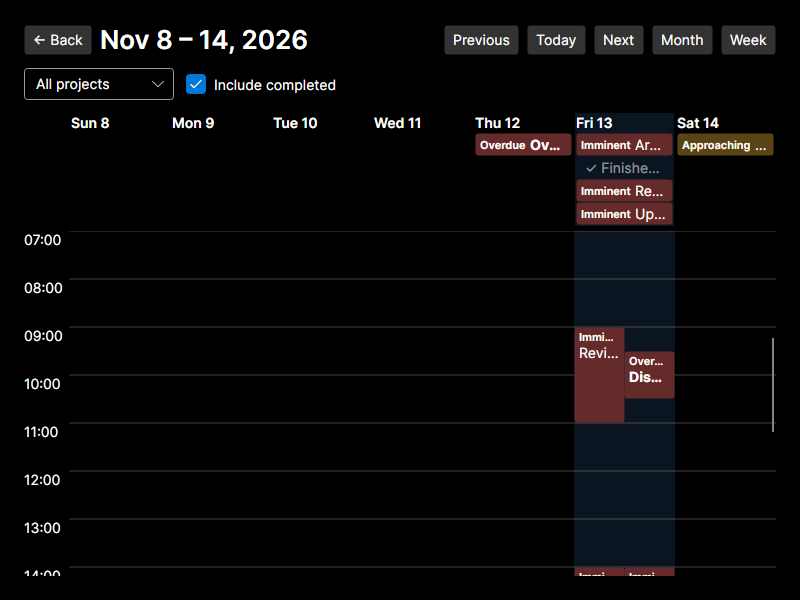 ← Back Nov 8 – 14, 2026 Previous Today Next Month Week
All projects Include completed
Sun 8 Mon 9 Tue 10 Wed 11 Thu 12 Fri 13 Sat 14
Overdue Ov... Imminent Ar... Approaching ...
Finishe...
Imminent Re...
Imminent Up...
07:00
08:00
09:00
Immi...
Revi...
Over...
Dis...
10:00
11:00
12:00
13:00
14:00
Immi... Immi...